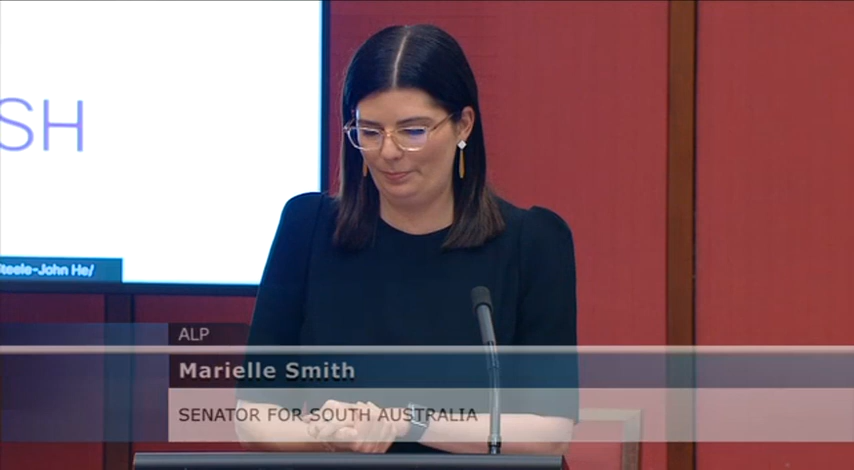 SH
Steele-John He/
ALP
Marielle Smith
SENATOR FOR SOUTH AUSTRALIA